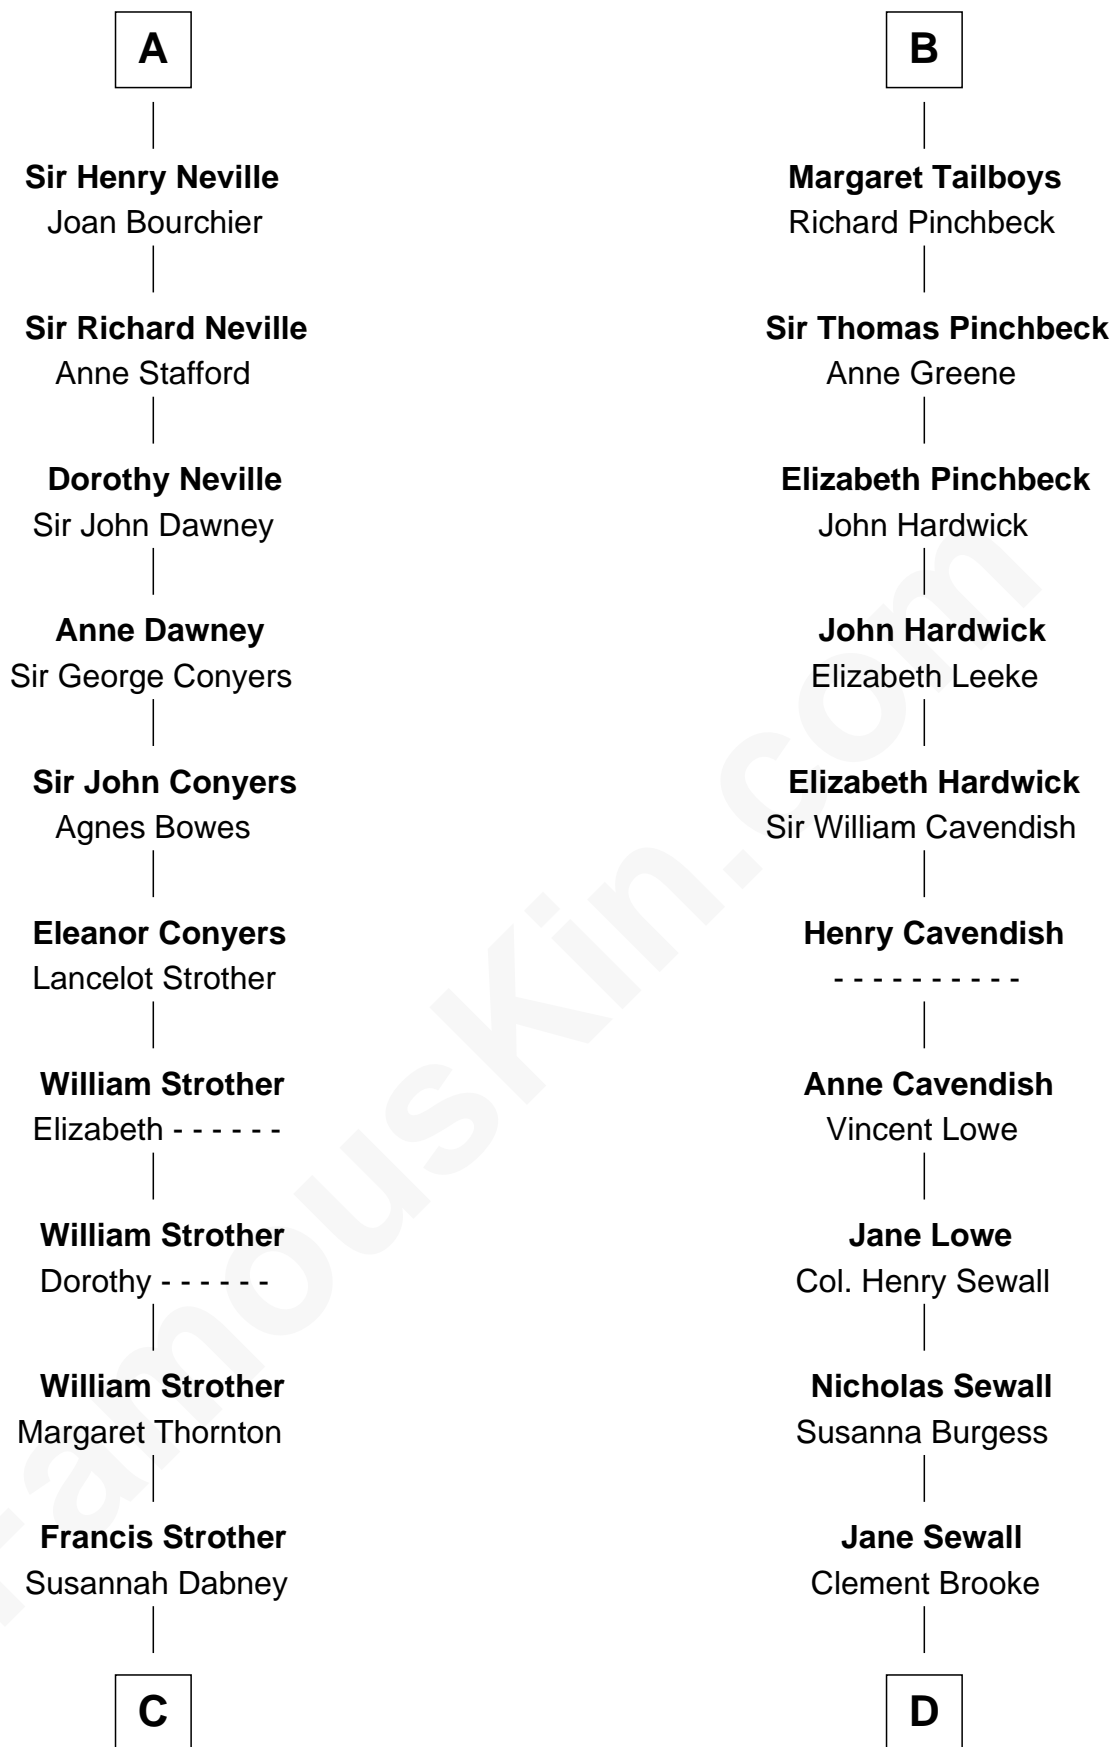 A
Sir Henry Neville
Joan Bourchier
Sir Richard Neville
Anne Stafford
Dorothy Neville
Sir John Dawney
Anne Dawney
Sir George Conyers
Sir John Conyers
Agnes Bowes
Eleanor Conyers
Lancelot Strother
William Strother
Elizabeth - - - - - -
William Strother
Dorothy - - - - - -
William Strother
Margaret Thornton
Francis Strother
Susannah Dabney
C
B
Margaret Tailboys
Richard Pinchbeck
Sir Thomas Pinchbeck
Anne Greene
Elizabeth Pinchbeck
John Hardwick
John Hardwick
Elizabeth Leeke
Elizabeth Hardwick
Sir William Cavendish
Henry Cavendish
- - - - - - - - - -
Anne Cavendish
Vincent Lowe
Jane Lowe
Col. Henry Sewall
Nicholas Sewall
Susanna Burgess
Jane Sewall
Clement Brooke
D
FamousKin.com